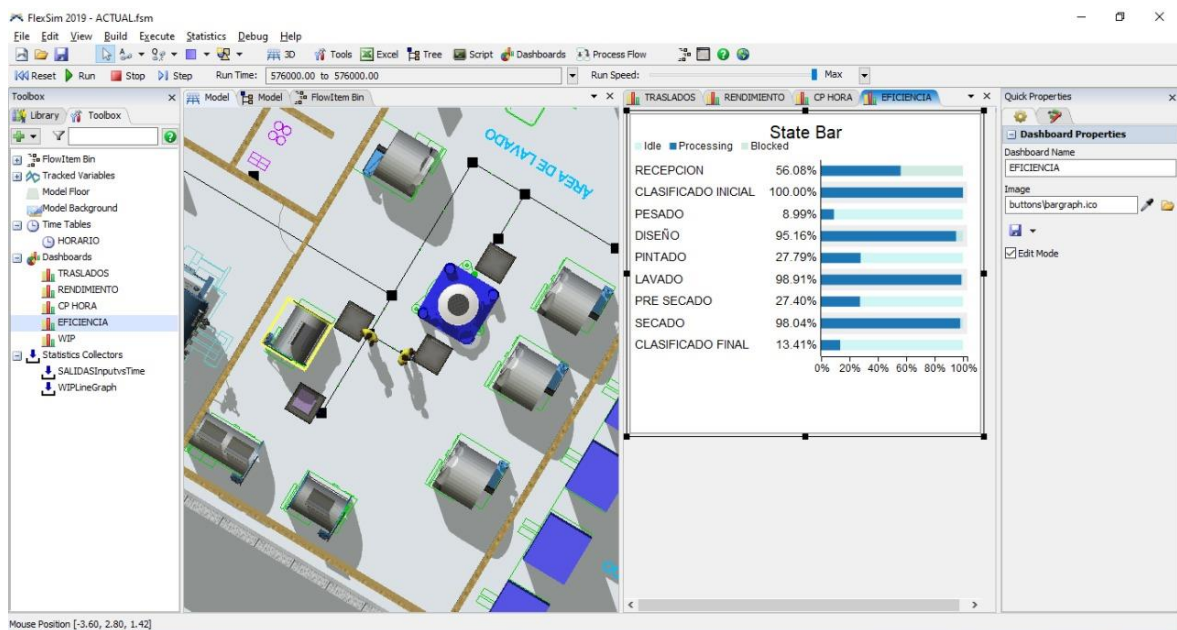 FlexSim 2019 - ACTUAL.fsm
File Edit View Build Execute Statistics Debug Help
3D Tools Excel Tree Script Dashboards Process Flow
Reset Run Stop Step Run Time: 576000.00 to 576000.00 Run Speed: Max
Toolbox
Library Toolbox
FlowItem Bin
Tracked Variables
Model Floor
Model Background
Time Tables
HORARIO
Dashboards
TRASLADOS
RENDIMIENTO
CP HORA
EFICIENCIA
WIP
Statistics Collectors
SALIDASInputvsTime
WIPLineGraph
Model Model FlowItem Bin
ÁREA DE LAVADO
TRASLADOS RENDIMIENTO CP HORA EFICIENCIA
State Bar
Idle Processing Blocked
RECEPCION 56.08%
CLASIFICADO INICIAL 100.00%
PESADO 8.99%
DISEÑO 95.16%
PINTADO 27.79%
LAVADO 98.91%
PRE SECADO 27.40%
SECADO 98.04%
CLASIFICADO FINAL 13.41%
0% 20% 40% 60% 80% 100%
Quick Properties
Dashboard Properties
Dashboard Name
EFICIENCIA
Image
buttons\bargraph.ico
Edit Mode
Mouse Position [-3.60, 2.80, 1.42]